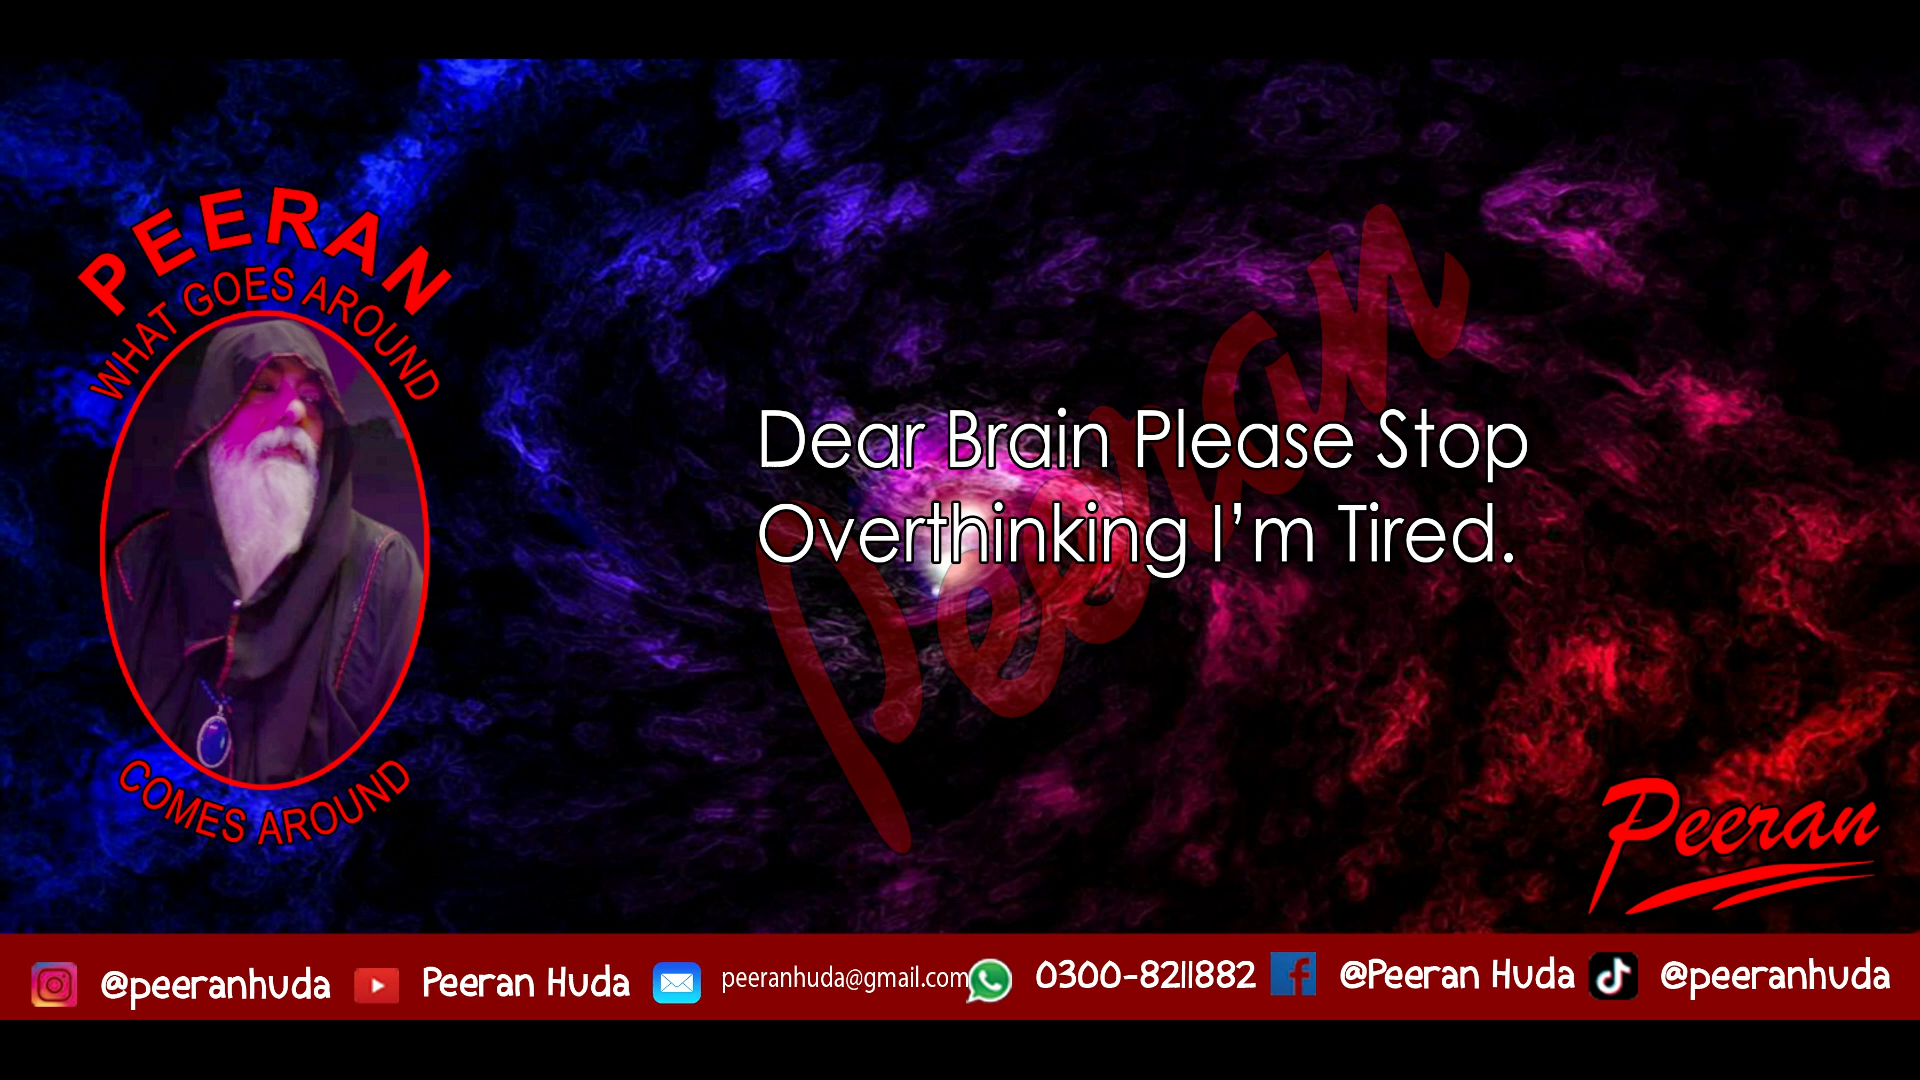 PEERAN
WHAT GOES AROUND
COMES AROUND
Dear Brain Please Stop
Overthinking I’m Tired.
Peeran
Peeran
@peeranhuda
Peeran Huda
peeranhuda@gmail.com
0300-8211882
@Peeran Huda
@peeranhuda